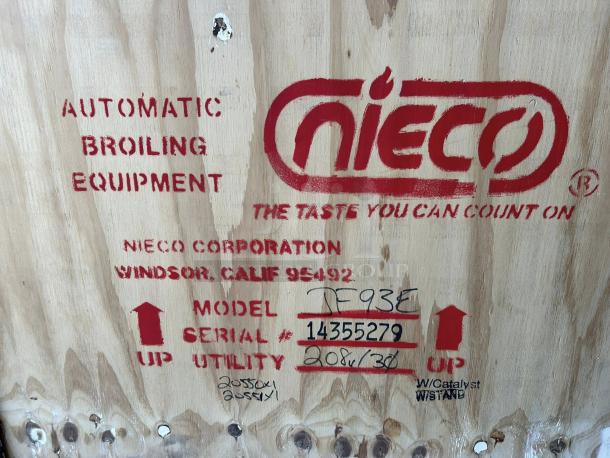 AUTOMATIC
BROILING
EQUIPMENT
nieco
®
THE TASTE YOU CAN COUNT ON
NIECO CORPORATION
WINDSOR, CALIF 95492
MODEL JF93E
SERIAL # 14355279
UP UTILITY 208v/3ø UP
W/Catalyst
W/STAND